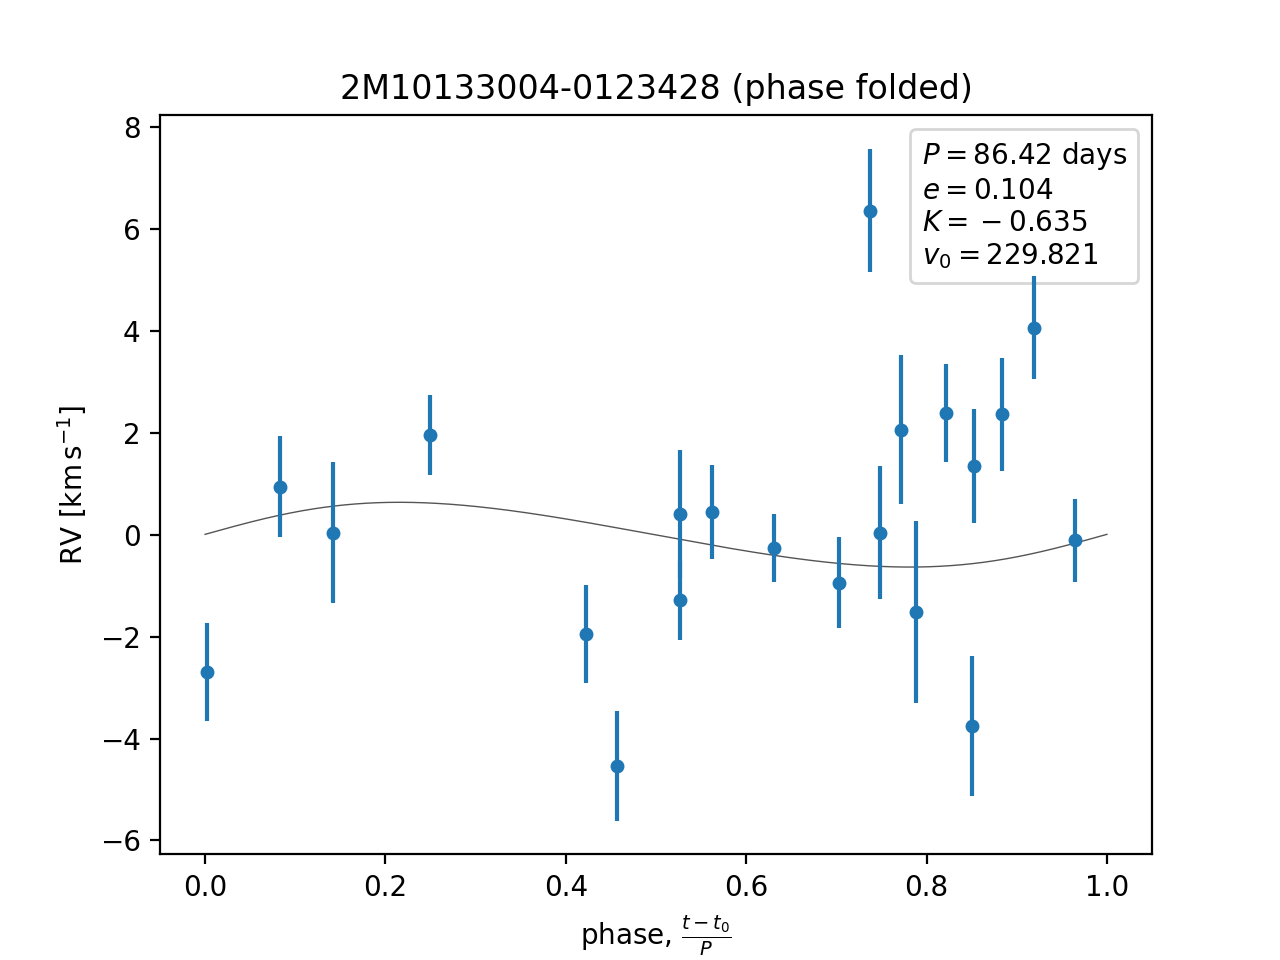 2M10133004-0123428 (phase folded)
P = 86.42 days
e = 0.104
K = −0.635
v₀ = 229.821
8
6
4
2
0
−2
−4
−6
RV [km s⁻¹]
0.0 0.2 0.4 0.6 0.8 1.0
phase, (t − t₀)/P